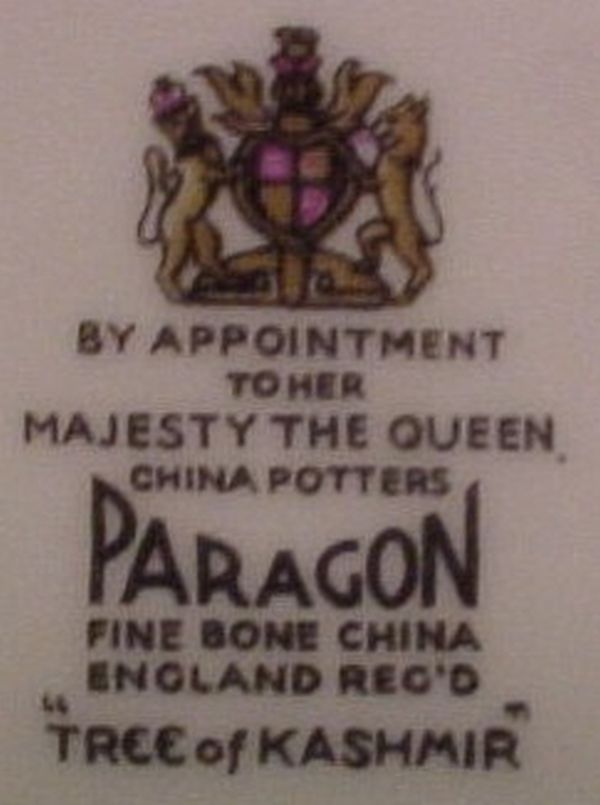 BY APPOINTMENT
TO HER
MAJESTY THE QUEEN
CHINA POTTERS
PARAGON
FINE BONE CHINA
ENGLAND REG'D
"TREE of KASHMIR"